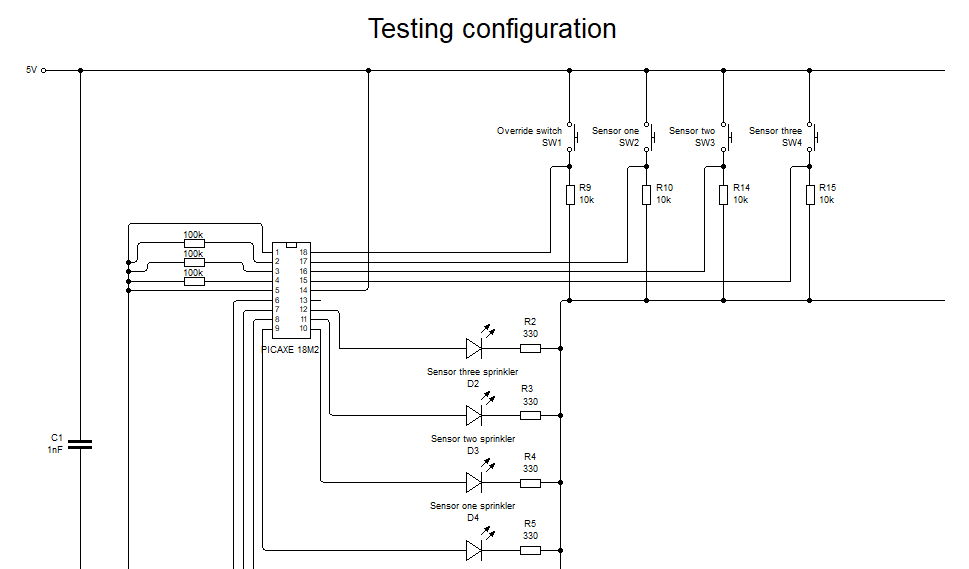 Testing configuration
5V
Override switch
SW1
Sensor one
SW2
Sensor two
SW3
Sensor three
SW4
R9
10k
R10
10k
R14
10k
R15
10k
100k
100k
100k
1
2
3
4
5
6
7
8
9
18
17
16
15
14
13
12
11
10
PICAXE 18M2
R2
330
Sensor three sprinkler
D2
R3
330
Sensor two sprinkler
D3
R4
330
Sensor one sprinkler
D4
R5
330
C1
1nF